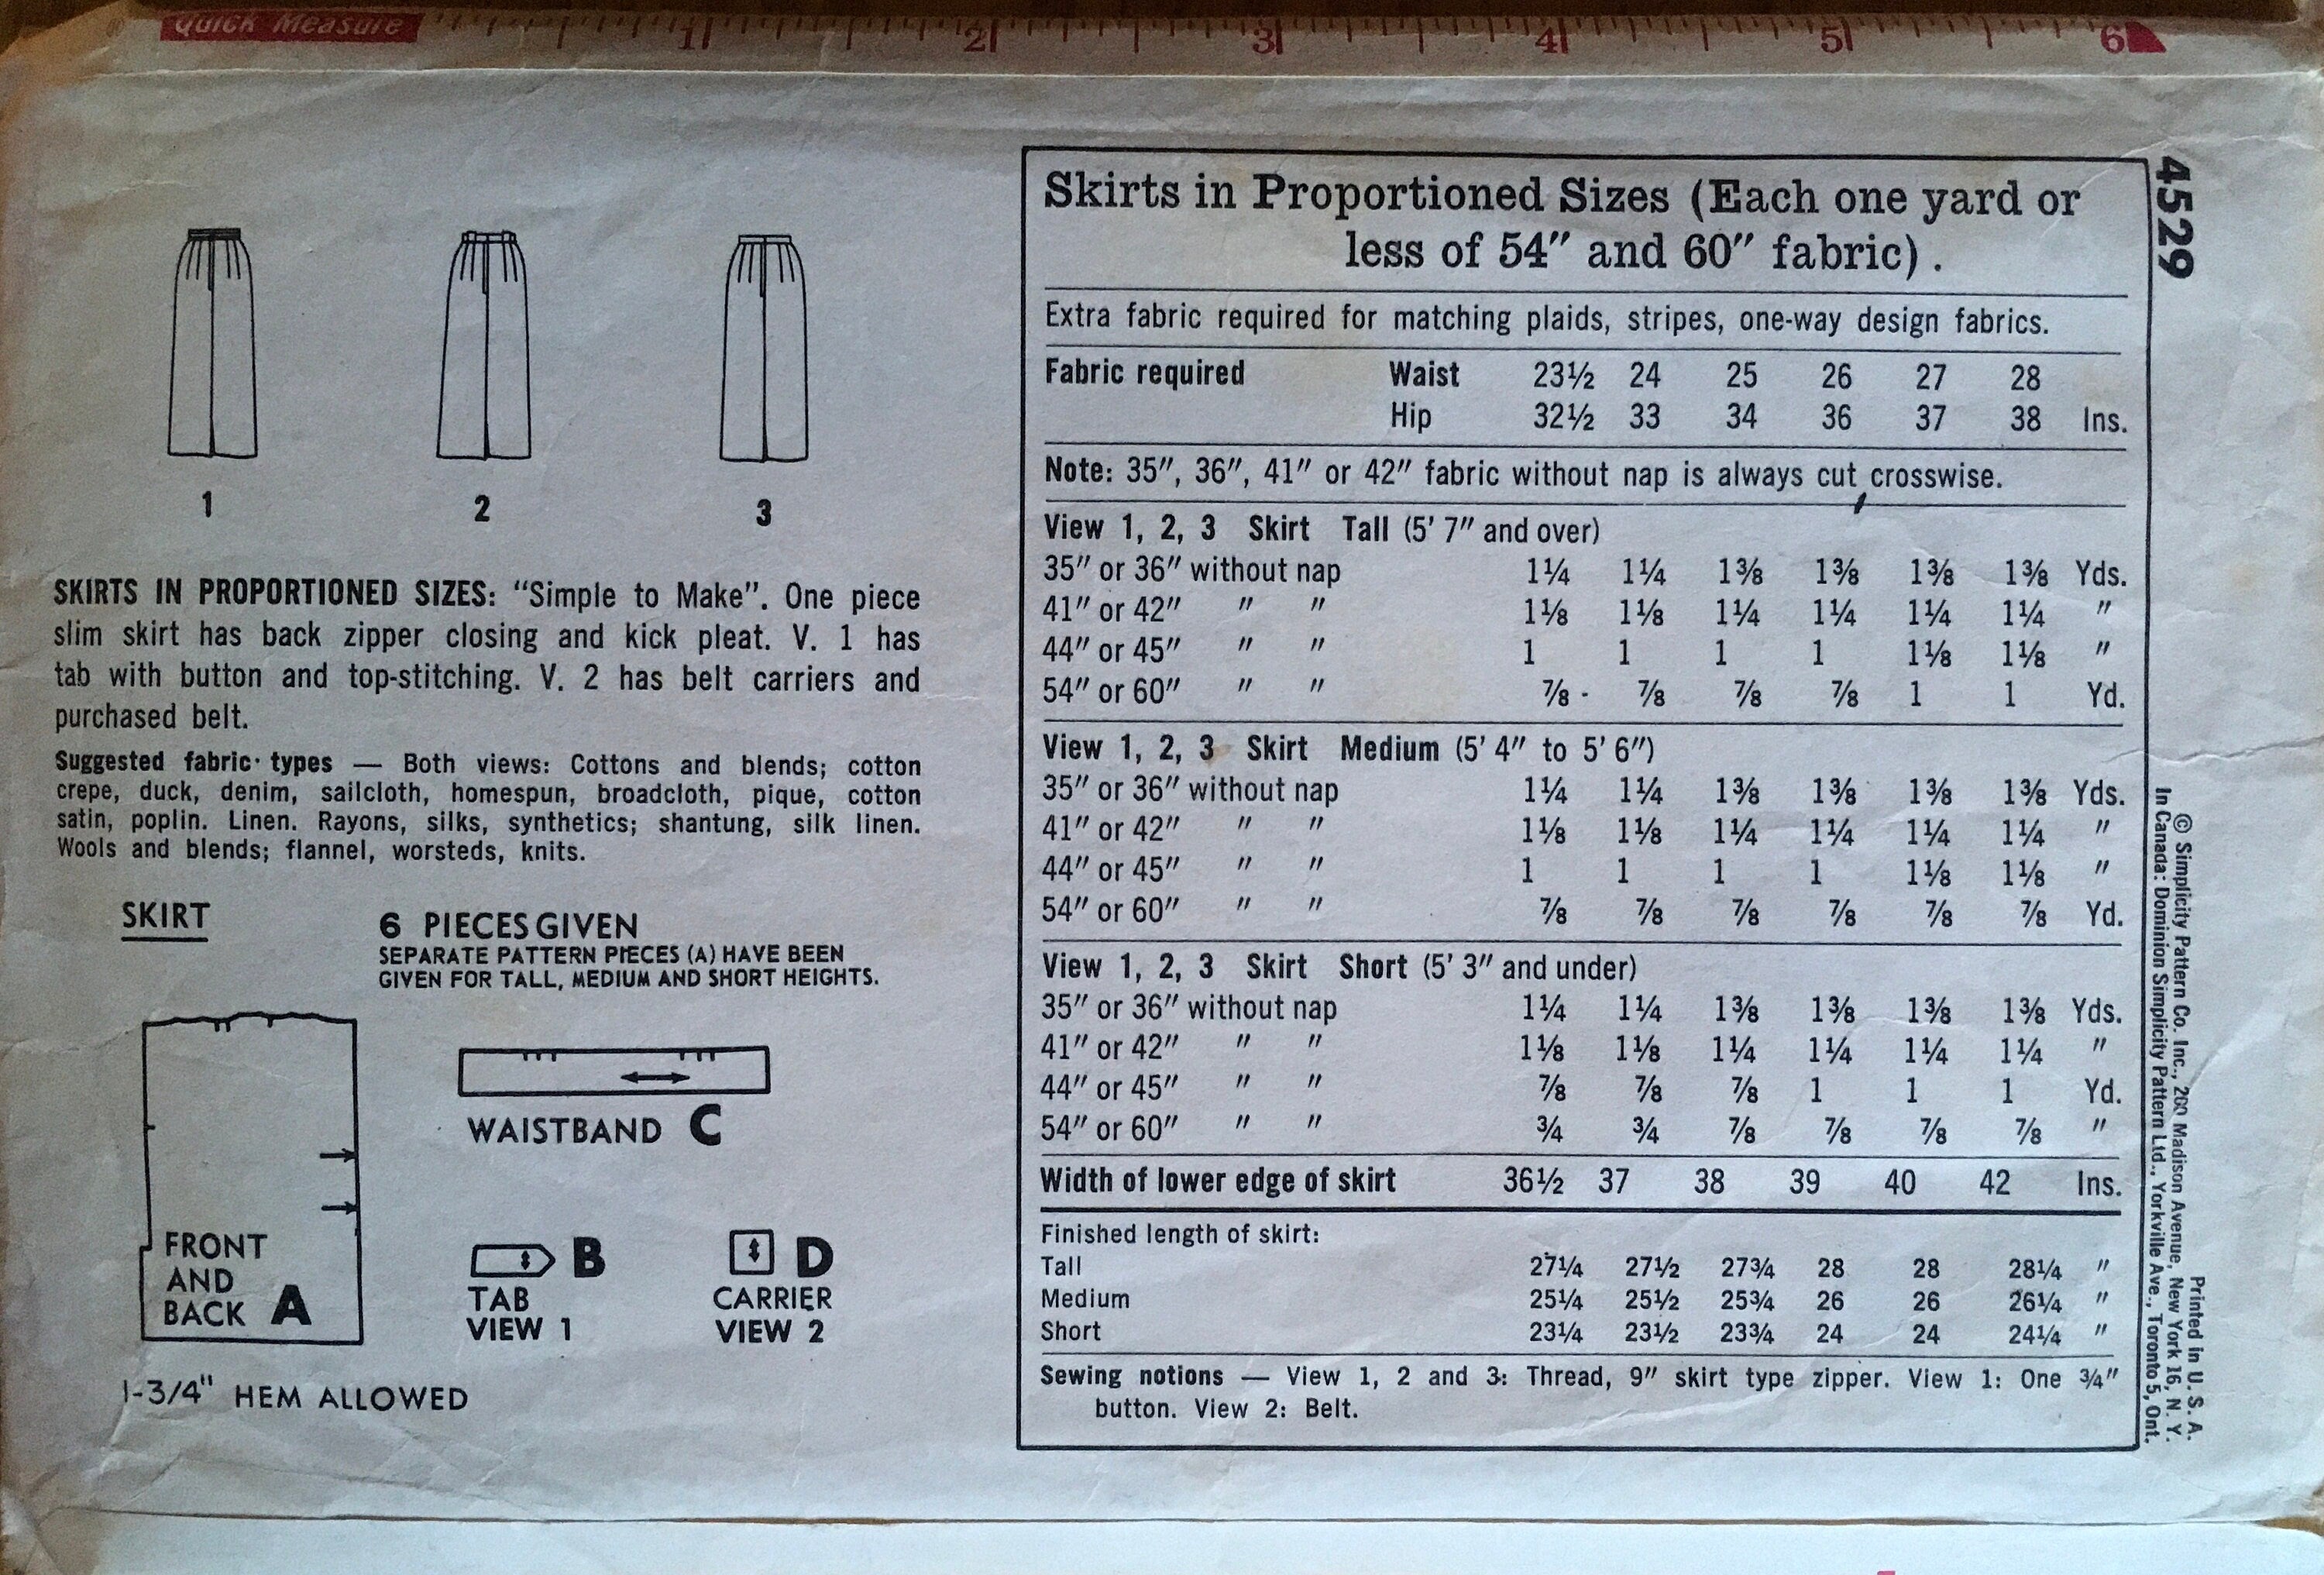 Quick Measure 1 2 3 4 5 6
1 2 3
SKIRTS IN PROPORTIONED SIZES: “Simple to Make”. One piece
slim skirt has back zipper closing and kick pleat. V. 1 has
tab with button and top-stitching. V. 2 has belt carriers and
purchased belt.
Suggested fabric types — Both views: Cottons and blends; cotton
crepe, duck, denim, sailcloth, homespun, broadcloth, pique, cotton
satin, poplin. Linen. Rayons, silks, synthetics; shantung, silk linen.
Wools and blends; flannel, worsteds, knits.
SKIRT
6 PIECES GIVEN
SEPARATE PATTERN PIECES (A) HAVE BEEN
GIVEN FOR TALL, MEDIUM AND SHORT HEIGHTS.
FRONT
AND
BACK A
WAISTBAND C
B
TAB
VIEW 1
D
CARRIER
VIEW 2
1-3/4" HEM ALLOWED
Skirts in Proportioned Sizes (Each one yard or
less of 54″ and 60″ fabric) .
Extra fabric required for matching plaids, stripes, one-way design fabrics.
Fabric required Waist 23½ 24 25 26 27 28
Hip 32½ 33 34 36 37 38 Ins.
Note: 35″, 36″, 41″ or 42″ fabric without nap is always cut crosswise.
View 1, 2, 3 Skirt Tall (5′ 7″ and over)
35″ or 36″ without nap 1¼ 1¼ 1⅜ 1⅜ 1⅜ 1⅜ Yds.
41″ or 42″ ″ ″ 1⅛ 1⅛ 1¼ 1¼ 1¼ 1¼ ″
44″ or 45″ ″ ″ 1 1 1 1 1⅛ 1⅛ ″
54″ or 60″ ″ ″ ⅞ ⅞ ⅞ ⅞ 1 1 Yd.
View 1, 2, 3 Skirt Medium (5′ 4″ to 5′ 6″)
35″ or 36″ without nap 1¼ 1¼ 1⅜ 1⅜ 1⅜ 1⅜ Yds.
41″ or 42″ ″ ″ 1⅛ 1⅛ 1¼ 1¼ 1¼ 1¼ ″
44″ or 45″ ″ ″ 1 1 1 1 1⅛ 1⅛ ″
54″ or 60″ ″ ″ ⅞ ⅞ ⅞ ⅞ ⅞ ⅞ Yd.
View 1, 2, 3 Skirt Short (5′ 3″ and under)
35″ or 36″ without nap 1¼ 1¼ 1⅜ 1⅜ 1⅜ 1⅜ Yds.
41″ or 42″ ″ ″ 1⅛ 1⅛ 1¼ 1¼ 1¼ 1¼ ″
44″ or 45″ ″ ″ ⅞ ⅞ ⅞ 1 1 1 Yd.
54″ or 60″ ″ ″ ¾ ¾ ⅞ ⅞ ⅞ ⅞ ″
Width of lower edge of skirt 36½ 37 38 39 40 42 Ins.
Finished length of skirt:
Tall 27¼ 27½ 27¾ 28 28 28¼ ″
Medium 25¼ 25½ 25¾ 26 26 26¼ ″
Short 23¼ 23½ 23¾ 24 24 24¼ ″
Sewing notions — View 1, 2 and 3: Thread, 9″ skirt type zipper. View 1: One ¾″
button. View 2: Belt.
4529
Printed in U. S. A.
© Simplicity Pattern Co. Inc., 200 Madison Avenue, New York 16, N. Y.
In Canada: Dominion Simplicity Pattern Ltd., Yorkville Ave., Toronto 5, Ont.